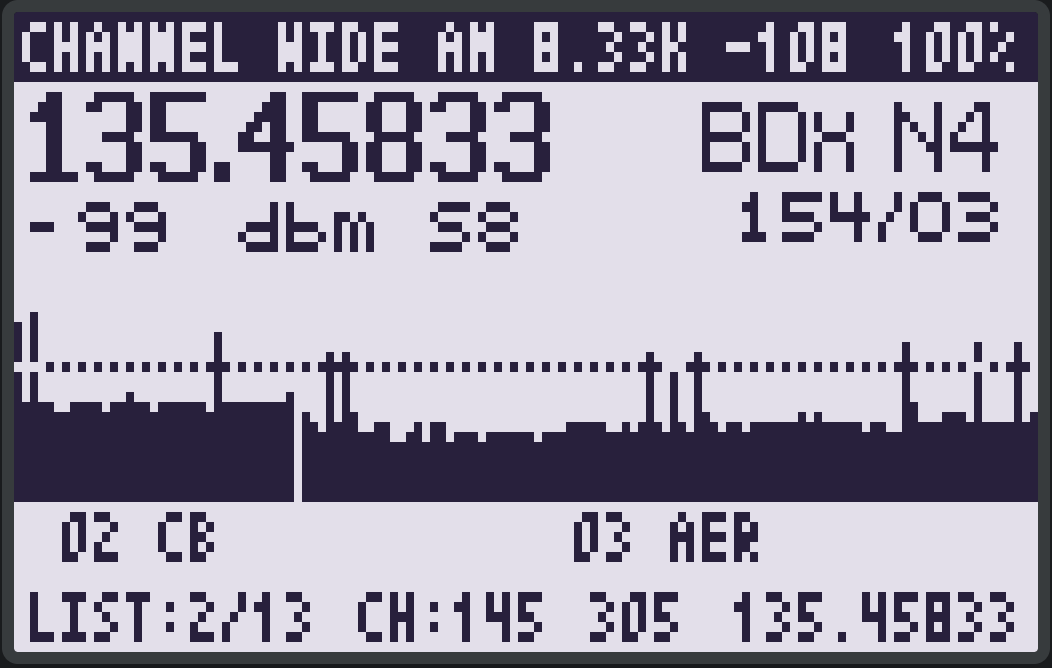 CHANNEL WIDE AM 8.33K -108 100%
135.45833 BDX N4
-99 dbm S8 154/03
02 CB 03 AER
LIST:2/13 CH:145 305 135.45833